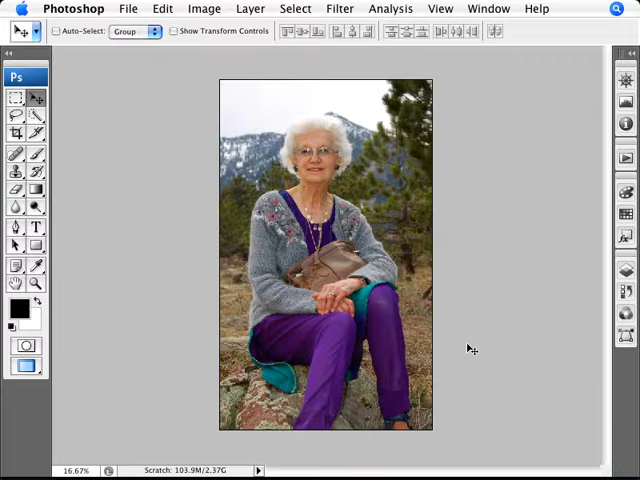 Photoshop File Edit Image Layer Select Filter Analysis View Window Help
Auto-Select: Group Show Transform Controls
Ps
T
16.67% Scratch: 103.9M/2.37G